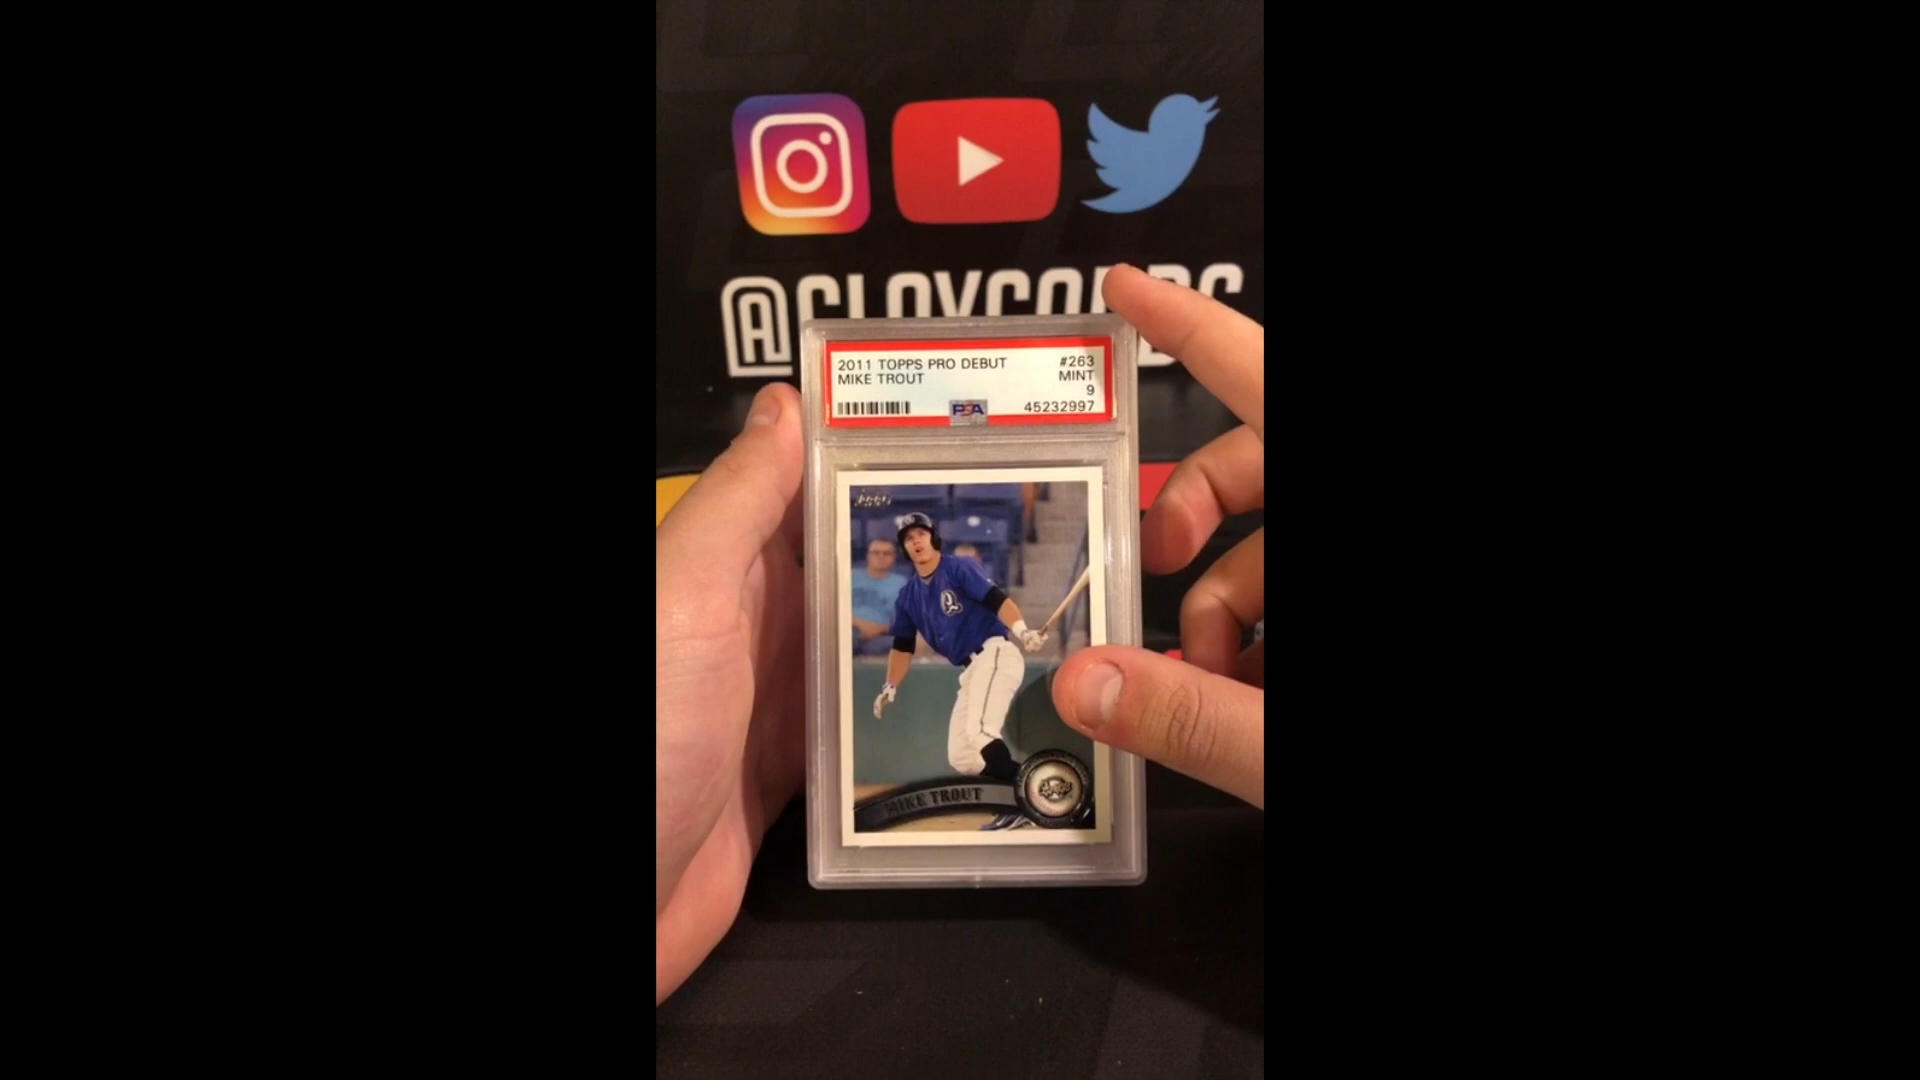 2011 TOPPS PRO DEBUT #263
MIKE TROUT MINT
9
PSA 45232997
MIKE TROUT